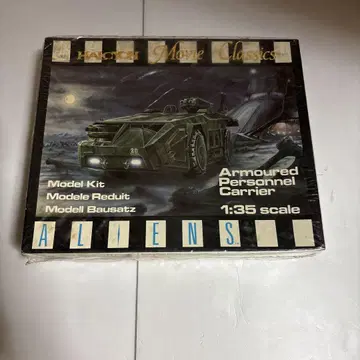 HALCYON Movie Classics
Armoured
Personnel
Carrier
1:35 scale
Model Kit
Modele Reduit
Modell Bausatz
ALIENS